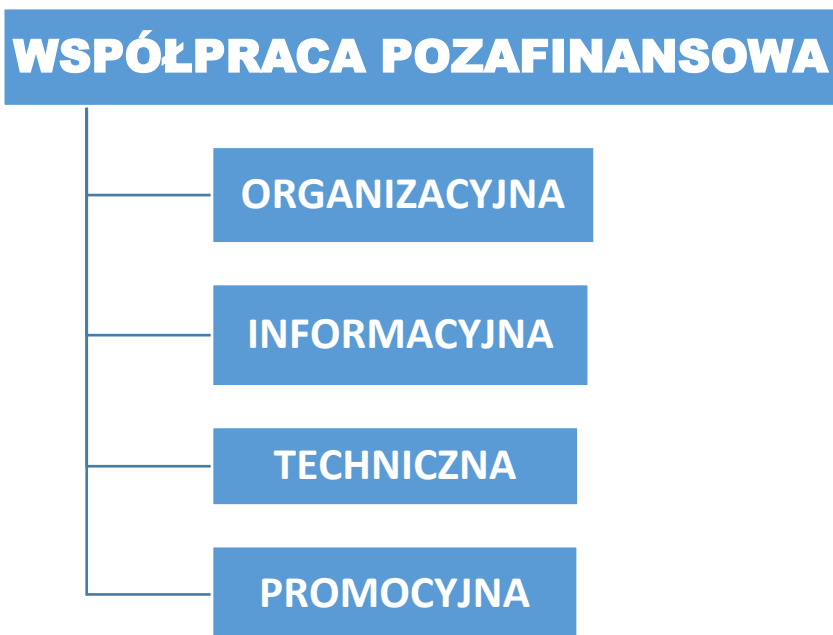 WSPÓŁPRACA POZAFINANSOWA
ORGANIZACYJNA
INFORMACYJNA
TECHNICZNA
PROMOCYJNA